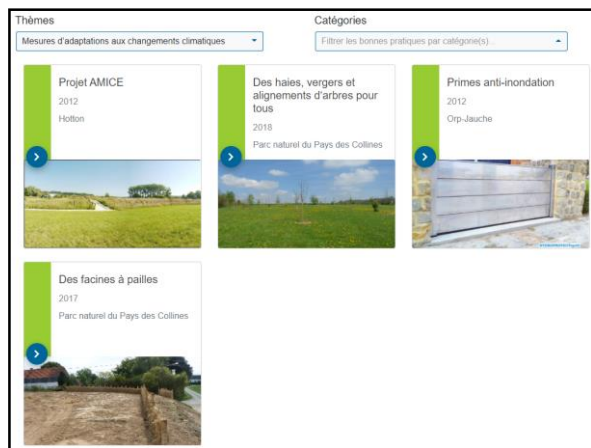 Thèmes
Catégories
Mesures d'adaptations aux changements climatiques
Filtrer les bonnes pratiques par catégorie(s)...
Projet AMICE
2012
Hotton
Des haies, vergers et
alignements d'arbres pour
tous
2018
Parc naturel du Pays des Collines
Primes anti-inondation
2012
Orp-Jauche
Des facines à pailles
2017
Parc naturel du Pays des Collines